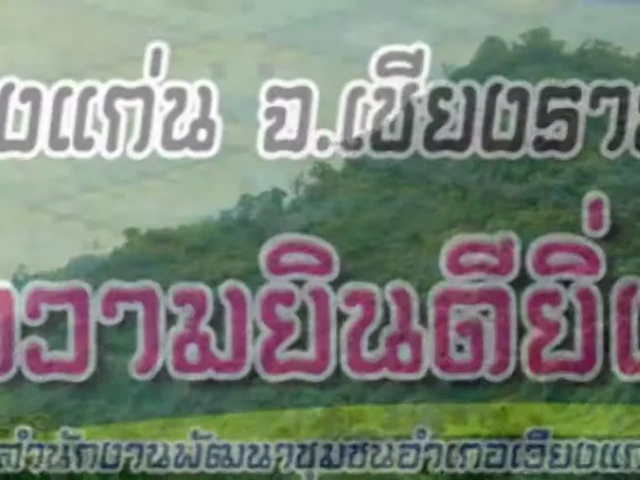 งแก่น จ.เชียงรา
ความยินดียิ่
สำนักงานพัฒนาชุมชนอำเภอเวียงแก